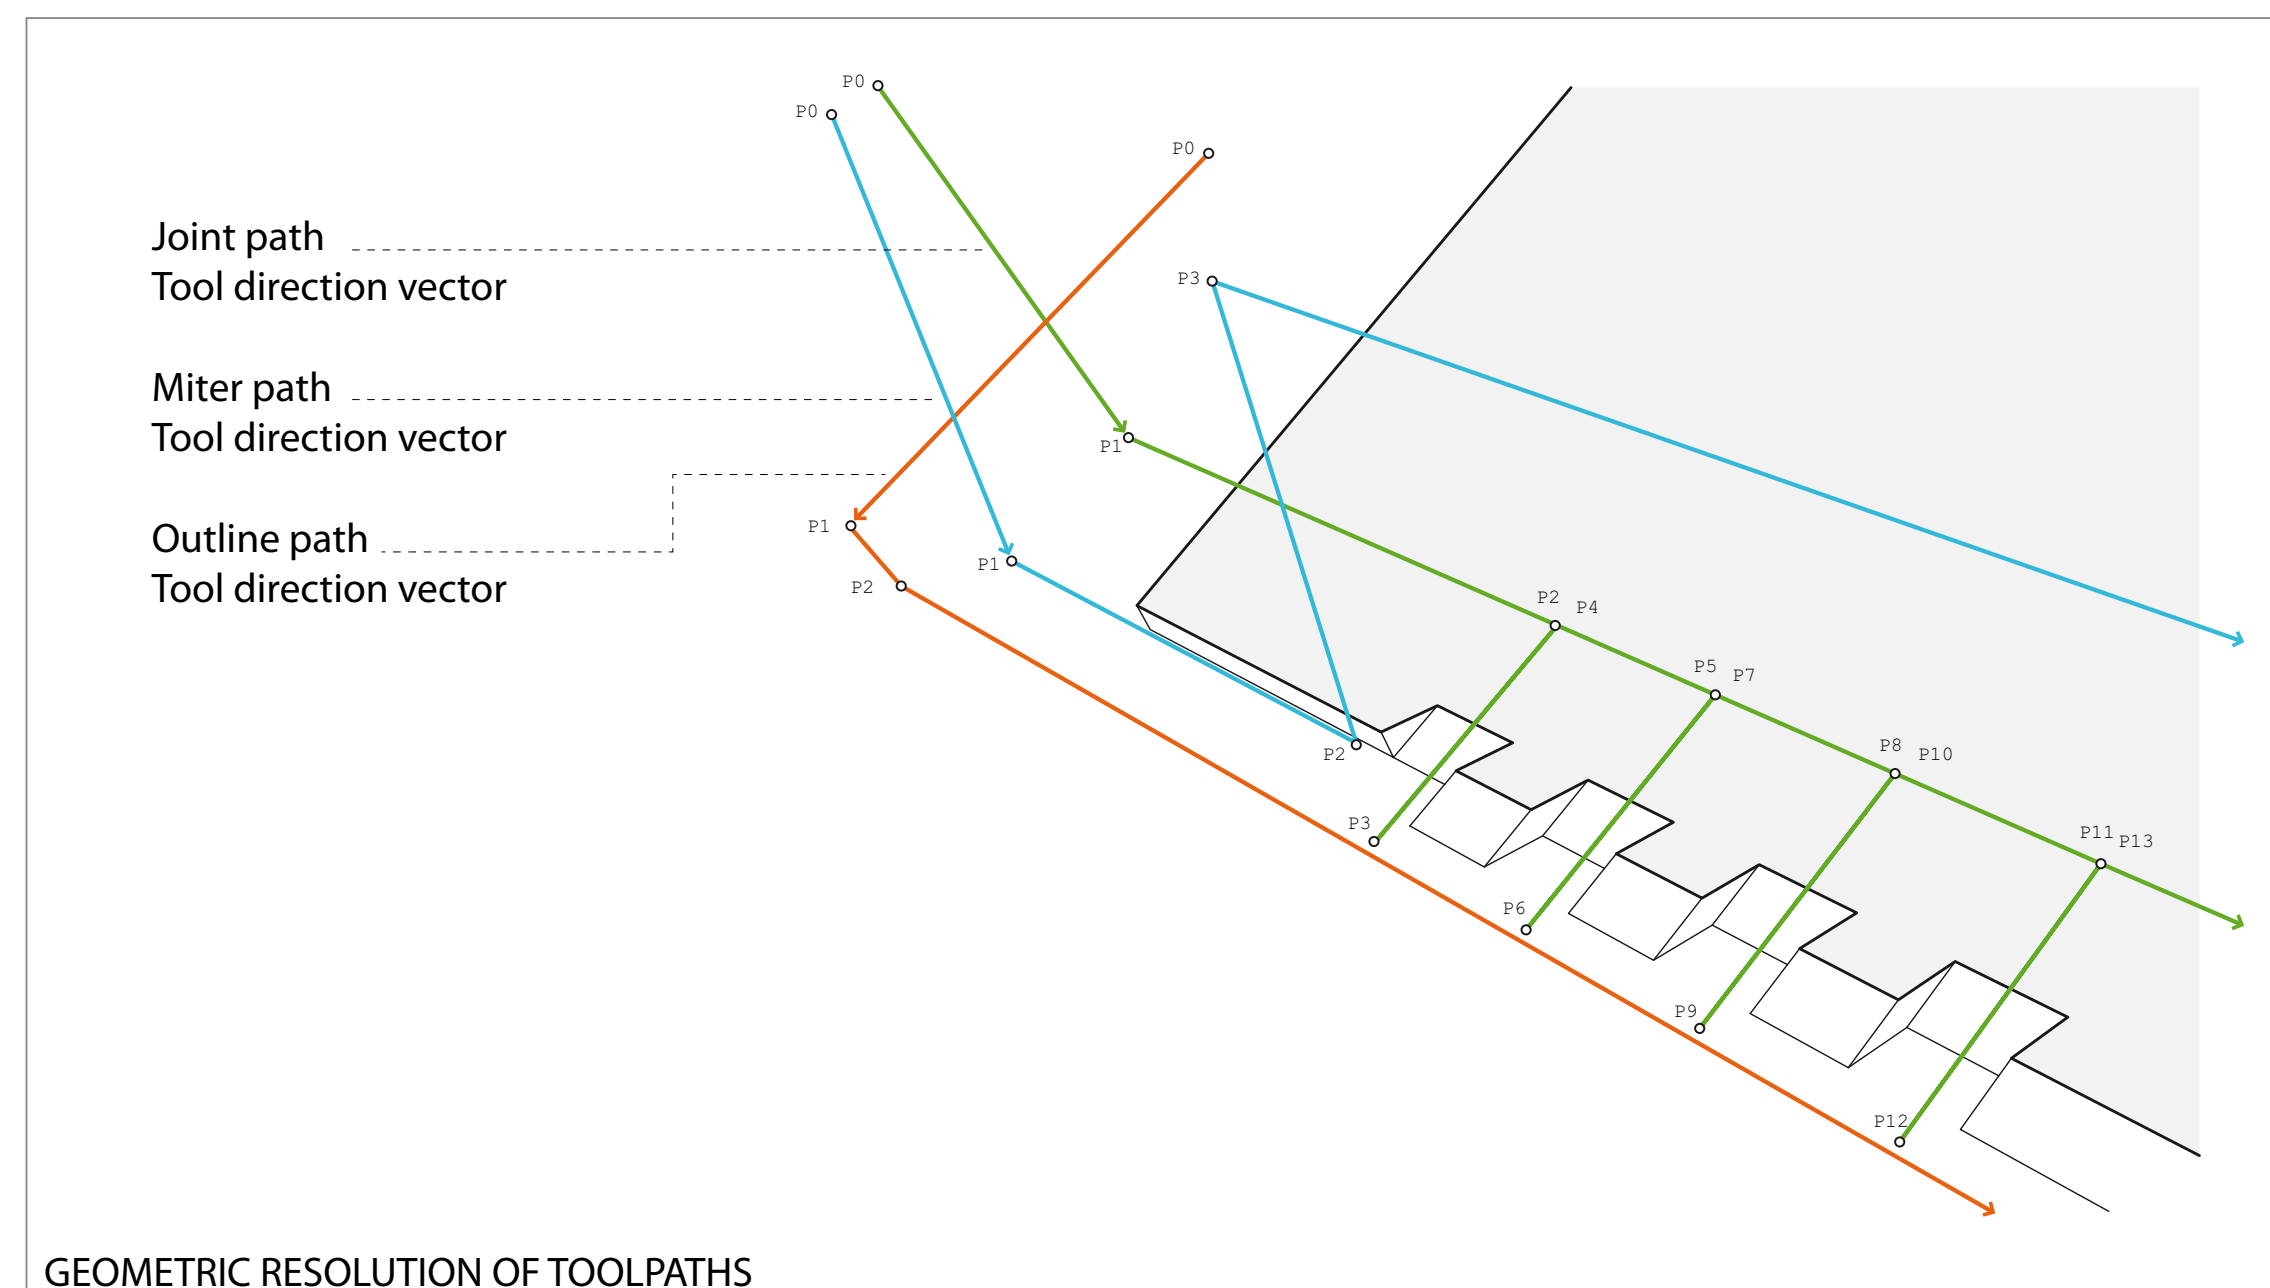 P0
P0
P0
Joint path
Tool direction vector
P3
Miter path
Tool direction vector
P1
P1
Outline path
Tool direction vector
P1
P2
P2 P4
P5 P7
P2
P8 P10
P3
P11 P13
P6
P9
P12
GEOMETRIC RESOLUTION OF TOOLPATHS